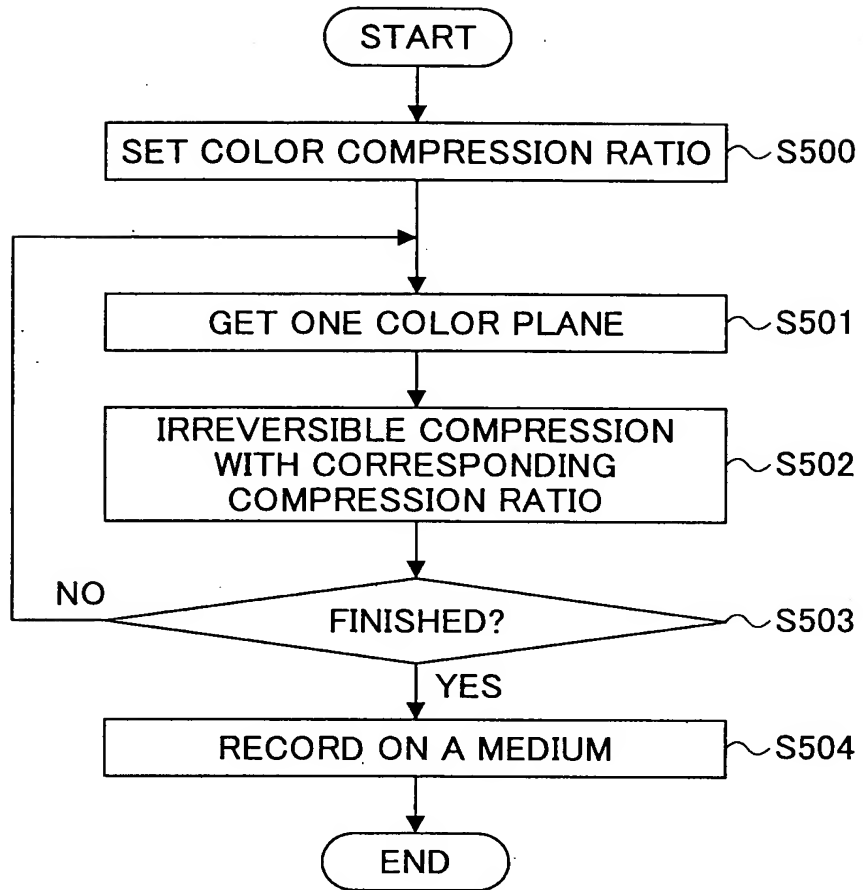 START
SET COLOR COMPRESSION RATIO
S500
GET ONE COLOR PLANE
S501
IRREVERSIBLE COMPRESSION
WITH CORRESPONDING
COMPRESSION RATIO
S502
NO
FINISHED?
S503
YES
RECORD ON A MEDIUM
S504
END